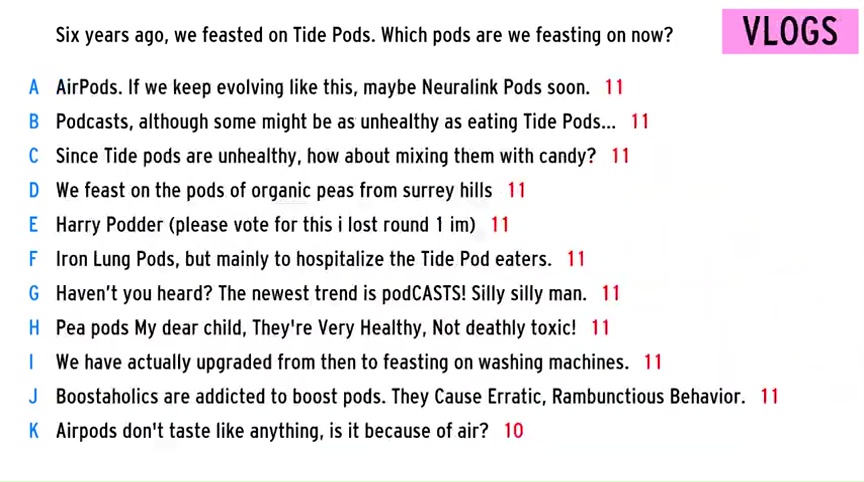 Six years ago, we feasted on Tide Pods. Which pods are we feasting on now?
VLOGS
A AirPods. If we keep evolving like this, maybe Neuralink Pods soon. 11
B Podcasts, although some might be as unhealthy as eating Tide Pods... 11
C Since Tide pods are unhealthy, how about mixing them with candy? 11
D We feast on the pods of organic peas from surrey hills 11
E Harry Podder (please vote for this i lost round 1 im) 11
F Iron Lung Pods, but mainly to hospitalize the Tide Pod eaters. 11
G Haven't you heard? The newest trend is podCASTS! Silly silly man. 11
H Pea pods My dear child, They're Very Healthy, Not deathly toxic! 11
I We have actually upgraded from then to feasting on washing machines. 11
J Boostaholics are addicted to boost pods. They Cause Erratic, Rambunctious Behavior. 11
K Airpods don't taste like anything, is it because of air? 10